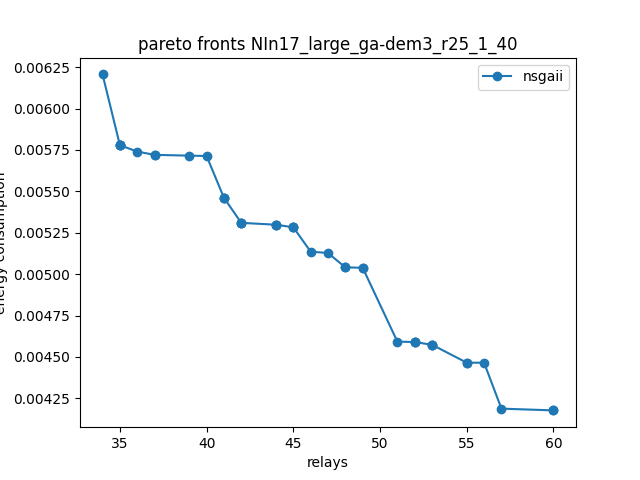 pareto fronts NIn17_large_ga-dem3_r25_1_40
nsgaii
0.00625
0.00600
0.00575
0.00550
0.00525
0.00500
0.00475
0.00450
0.00425
energy consumption
35 40 45 50 55 60
relays